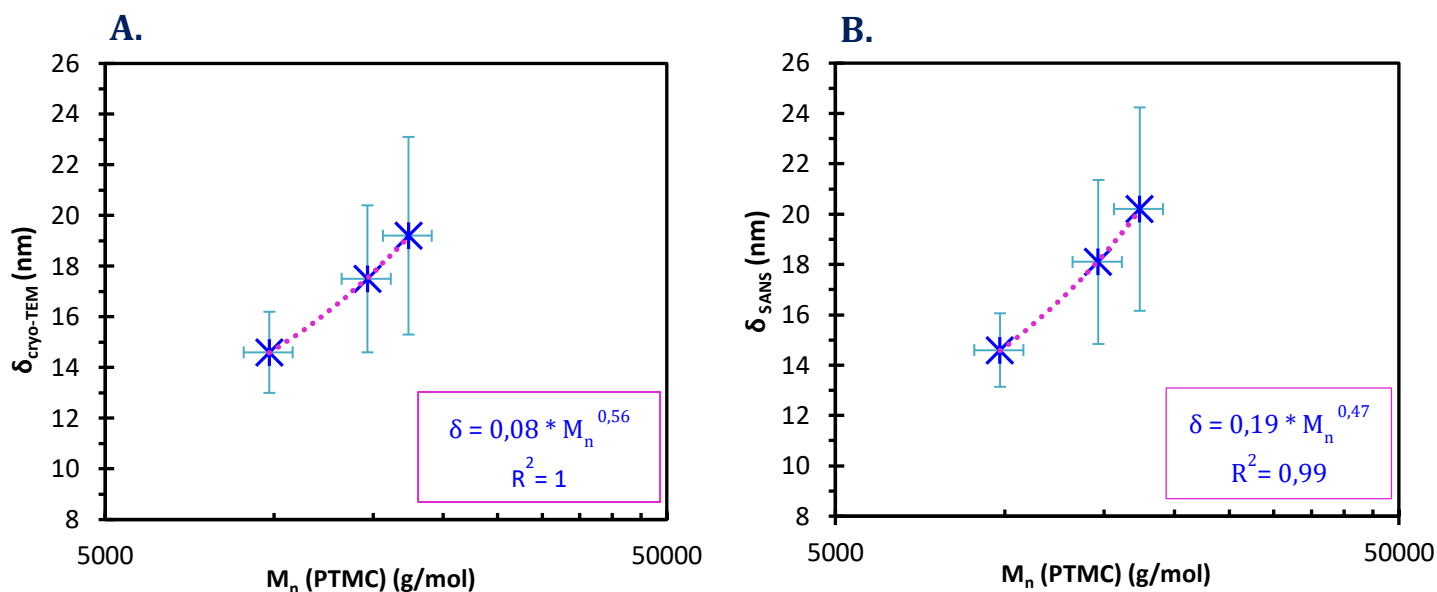 A.
26
24
22
20
18
16
14
12
10
8
δcryo-TEM (nm)
δ = 0,08 * Mn 0,56
R2= 1
5000
50000
Mn (PTMC) (g/mol)
B.
26
24
22
20
18
16
14
12
10
8
δSANS (nm)
δ = 0,19 * Mn 0,47
R2= 0,99
5000
50000
Mn (PTMC) (g/mol)